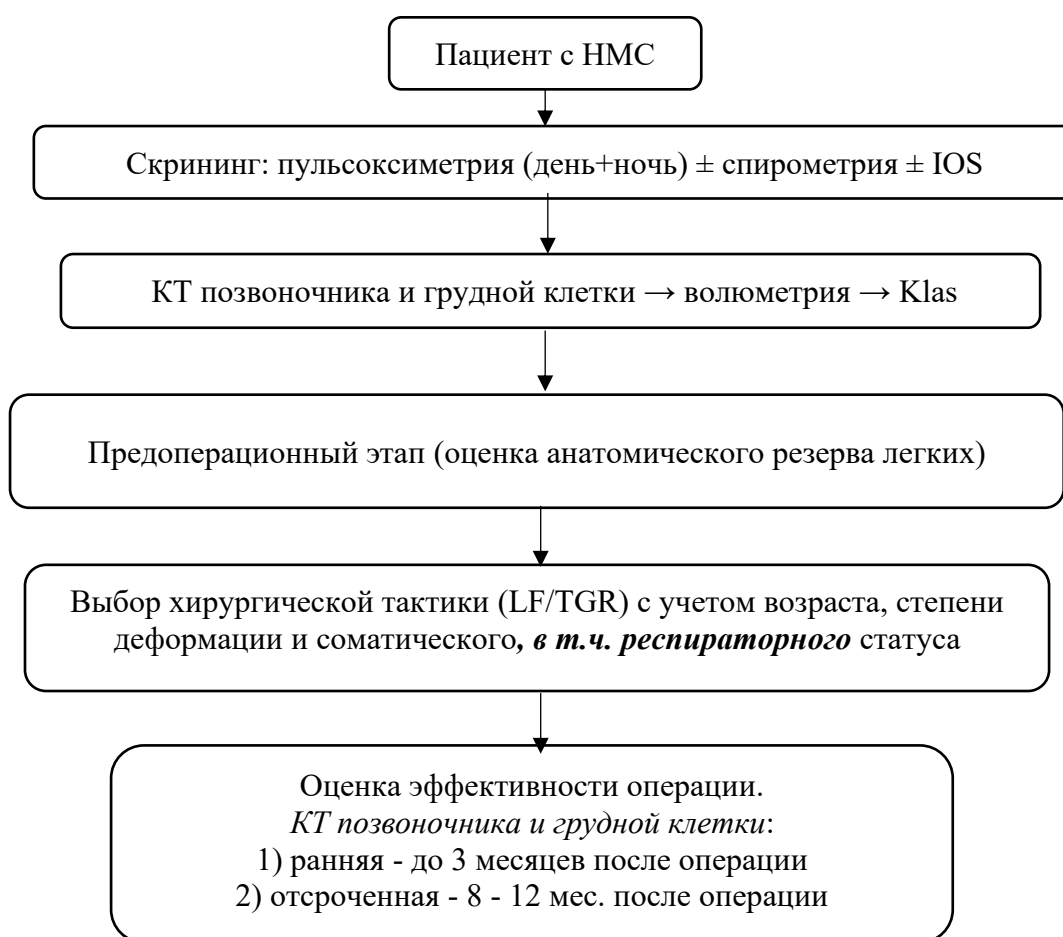 Пациент с НМС
Скрининг: пульсоксиметрия (день+ночь) ± спирометрия ± IOS
КТ позвоночника и грудной клетки → волюметрия → Klas
Предоперационный этап (оценка анатомического резерва легких)
Выбор хирургической тактики (LF/TGR) с учетом возраста, степени
деформации и соматического, в т.ч. респираторного статуса
Оценка эффективности операции.
КТ позвоночника и грудной клетки:
1) ранняя - до 3 месяцев после операции
2) отсроченная - 8 - 12 мес. после операции